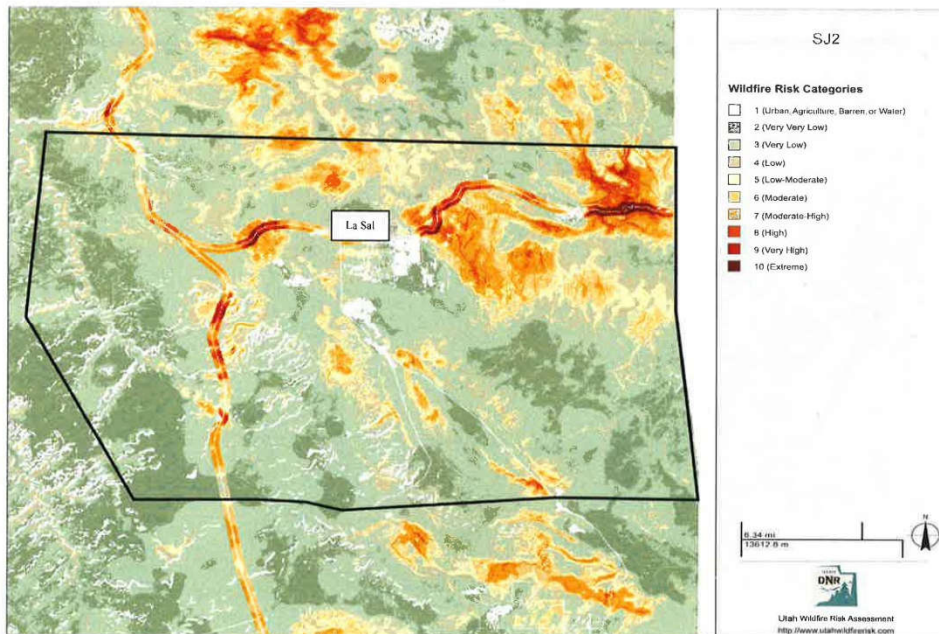 SJ2
Wildfire Risk Categories
1 (Urban, Agriculture, Barren, or Water)
2 (Very Very Low)
3 (Very Low)
4 (Low)
5 (Low-Moderate)
6 (Moderate)
7 (Moderate-High)
8 (High)
9 (Very High)
10 (Extreme)
La Sal
N
6.34 mi
13612.8 m
DNR
Utah Wildfire Risk Assessment
http://www.utahwildfirerisk.com